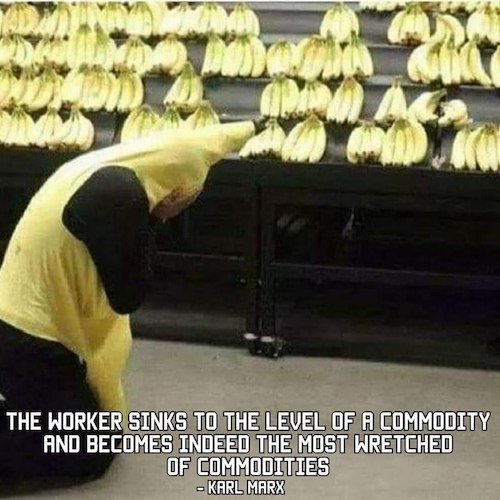 THE WORKER SINKS TO THE LEVEL OF A COMMODITY
AND BECOMES INDEED THE MOST WRETCHED
OF COMMODITIES
- KARL MARX